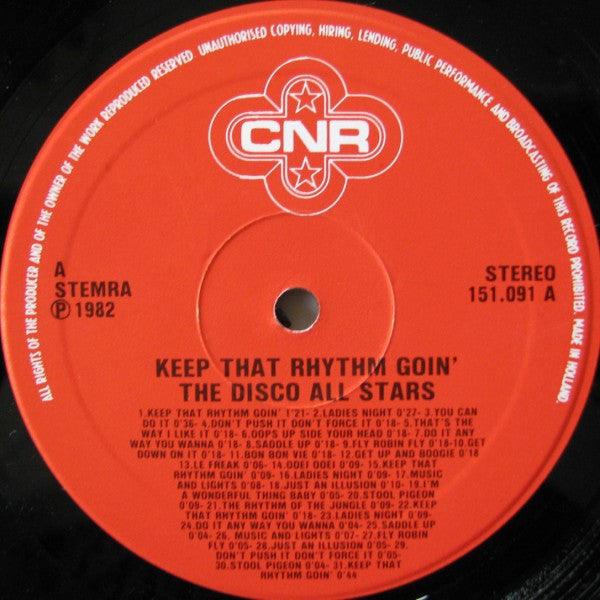 ALL RIGHTS OF THE PRODUCER AND OF THE OWNER OF THE WORK REPRODUCED RESERVED UNAUTHORISED COPYING, HIRING, LENDING, PUBLIC PERFORMANCE AND BROADCASTING OF THIS RECORD PROHIBITED. MADE IN HOLLAND.
CNR
A
STEMRA
Ⓟ 1982
STEREO
151.091 A
KEEP THAT RHYTHM GOIN'
THE DISCO ALL STARS
1.KEEP THAT RHYTHM GOIN' 1'21- 2.LADIES NIGHT 0'27- 3.YOU CAN
DO IT 0'36- 4.DON'T PUSH IT DON'T FORCE IT 0'18- 5.THAT'S THE
WAY I LIKE IT 0'18- 6.OOPS UP SIDE YOUR HEAD 0'18- 7.DO IT ANY
WAY YOU WANNA 0'18- 8.SADDLE UP 0'18- 9.FLY ROBIN FLY 0'18-10.GET
DOWN ON IT 0'18- 11.BON BON VIE 0'18- 12.GET UP AND BOOGIE 0'18
13.LE FREAK 0'06- 14.ODEI ODEI 0'09- 15.KEEP THAT
RHYTHM GOIN' 0'09- 16.LADIES NIGHT 0'09- 17.MUSIC
AND LIGHTS 0'08- 18.JUST AN ILLUSION 0'10- 19.I'M
A WONDERFUL THING BABY 0'05- 20.STOOL PIGEON
0'09- 21.THE RHYTHM OF THE JUNGLE 0'09- 22.KEEP
THAT RHYTHM GOIN' 0'18- 23.LADIES NIGHT 0'09-
24.DO IT ANY WAY YOU WANNA 0'04- 25.SADDLE UP
0'04- 26. MUSIC AND LIGHTS 0'07- 27.FLY ROBIN
FLY 0'05- 28.JUST AN ILLUSION 0'05- 29.
DON'T PUSH IT DON'T FORCE IT 0'05-
30.STOOL PIGEON 0'04- 31.KEEP THAT
RHYTHM GOIN' 0'44